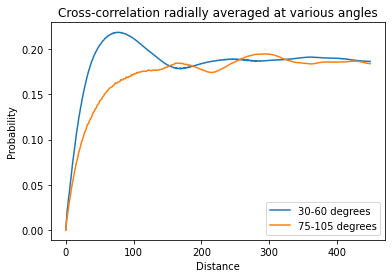 Cross-correlation radially averaged at various angles
0.20
0.15
0.10
0.05
0.00
Probability
0
100
200
300
400
Distance
30-60 degrees
75-105 degrees